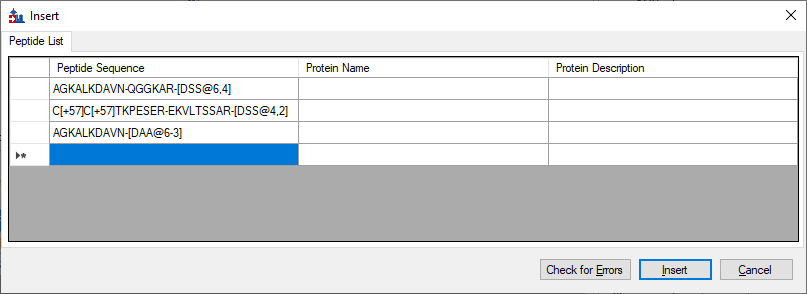 Insert
Peptide List
Peptide Sequence Protein Name Protein Description
AGKALKDAVN-QGGKAR-[DSS@6,4]
C[+57]C[+57]TKPESER-EKVLTSSAR-[DSS@4,2]
AGKALKDAVN-[DAA@6-3]
Check for Errors Insert Cancel